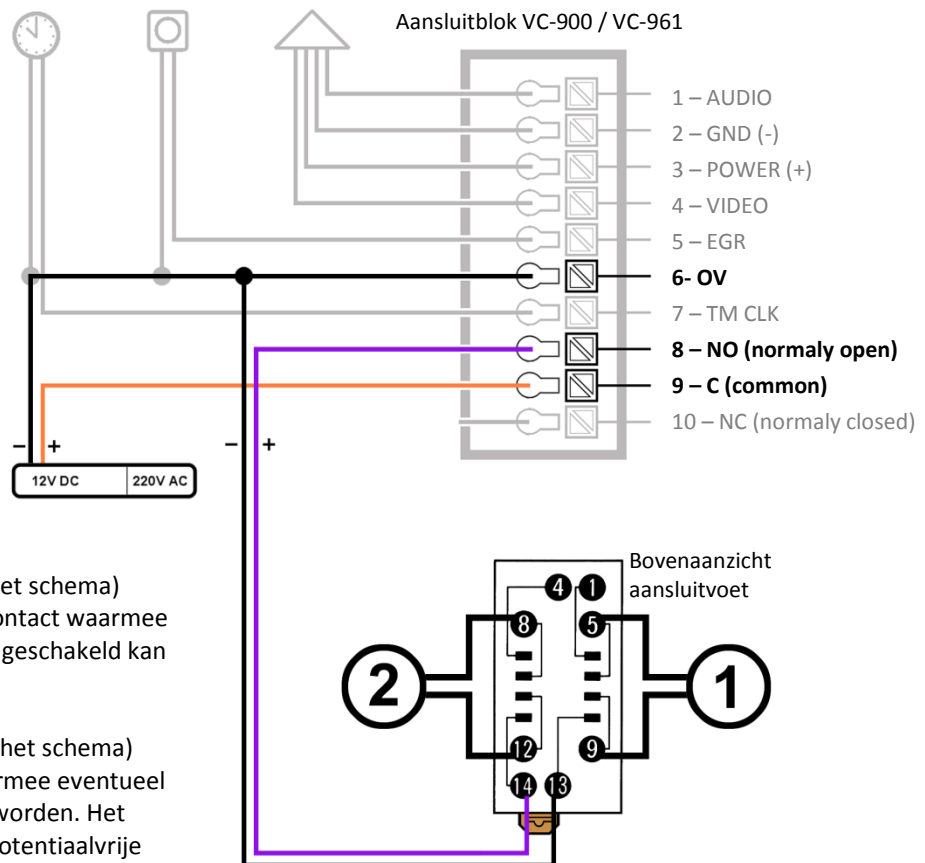 Aansluitblok VC-900 / VC-961
1 – AUDIO
2 – GND (-)
3 – POWER (+)
4 – VIDEO
5 – EGR
6- OV
7 – TM CLK
8 – NO (normaly open)
9 – C (common)
10 – NC (normaly closed)
– +
– +
12V DC 220V AC
et schema)
ontact waarmee
geschakeld kan
het schema)
rmee eventueel
worden. Het
otentiaalvrije
Bovenaanzicht
aansluitvoet
4 1
8 5
2 1
12 9
14 13